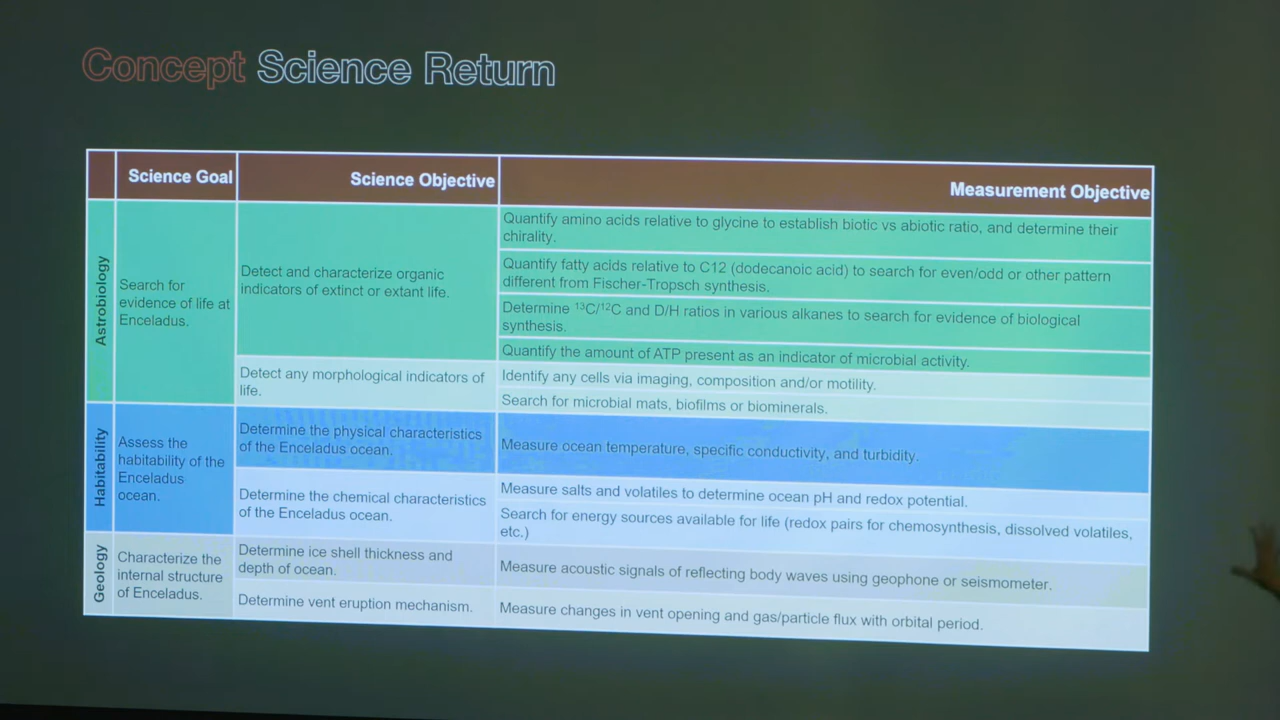 Concept Science Return
Science Goal
Science Objective
Measurement Objective
Astrobiology
Search for
evidence of life at
Enceladus.
Detect and characterize organic
indicators of extinct or extant life.
Quantify amino acids relative to glycine to establish biotic vs abiotic ratio, and determine their
chirality.
Quantify fatty acids relative to C12 (dodecanoic acid) to search for even/odd or other pattern
different from Fischer-Tropsch synthesis.
Determine ¹³C/¹²C and D/H ratios in various alkanes to search for evidence of biological
synthesis.
Quantify the amount of ATP present as an indicator of microbial activity.
Detect any morphological indicators of
life.
Identify any cells via imaging, composition and/or motility.
Search for microbial mats, biofilms or biominerals.
Habitability
Assess the
habitability of the
Enceladus
ocean.
Determine the physical characteristics
of the Enceladus ocean.
Measure ocean temperature, specific conductivity, and turbidity.
Determine the chemical characteristics
of the Enceladus ocean.
Measure salts and volatiles to determine ocean pH and redox potential.
Search for energy sources available for life (redox pairs for chemosynthesis, dissolved volatiles,
etc.)
Geology
Characterize the
internal structure
of Enceladus.
Determine ice shell thickness and
depth of ocean.
Measure acoustic signals of reflecting body waves using geophone or seismometer.
Determine vent eruption mechanism.
Measure changes in vent opening and gas/particle flux with orbital period.